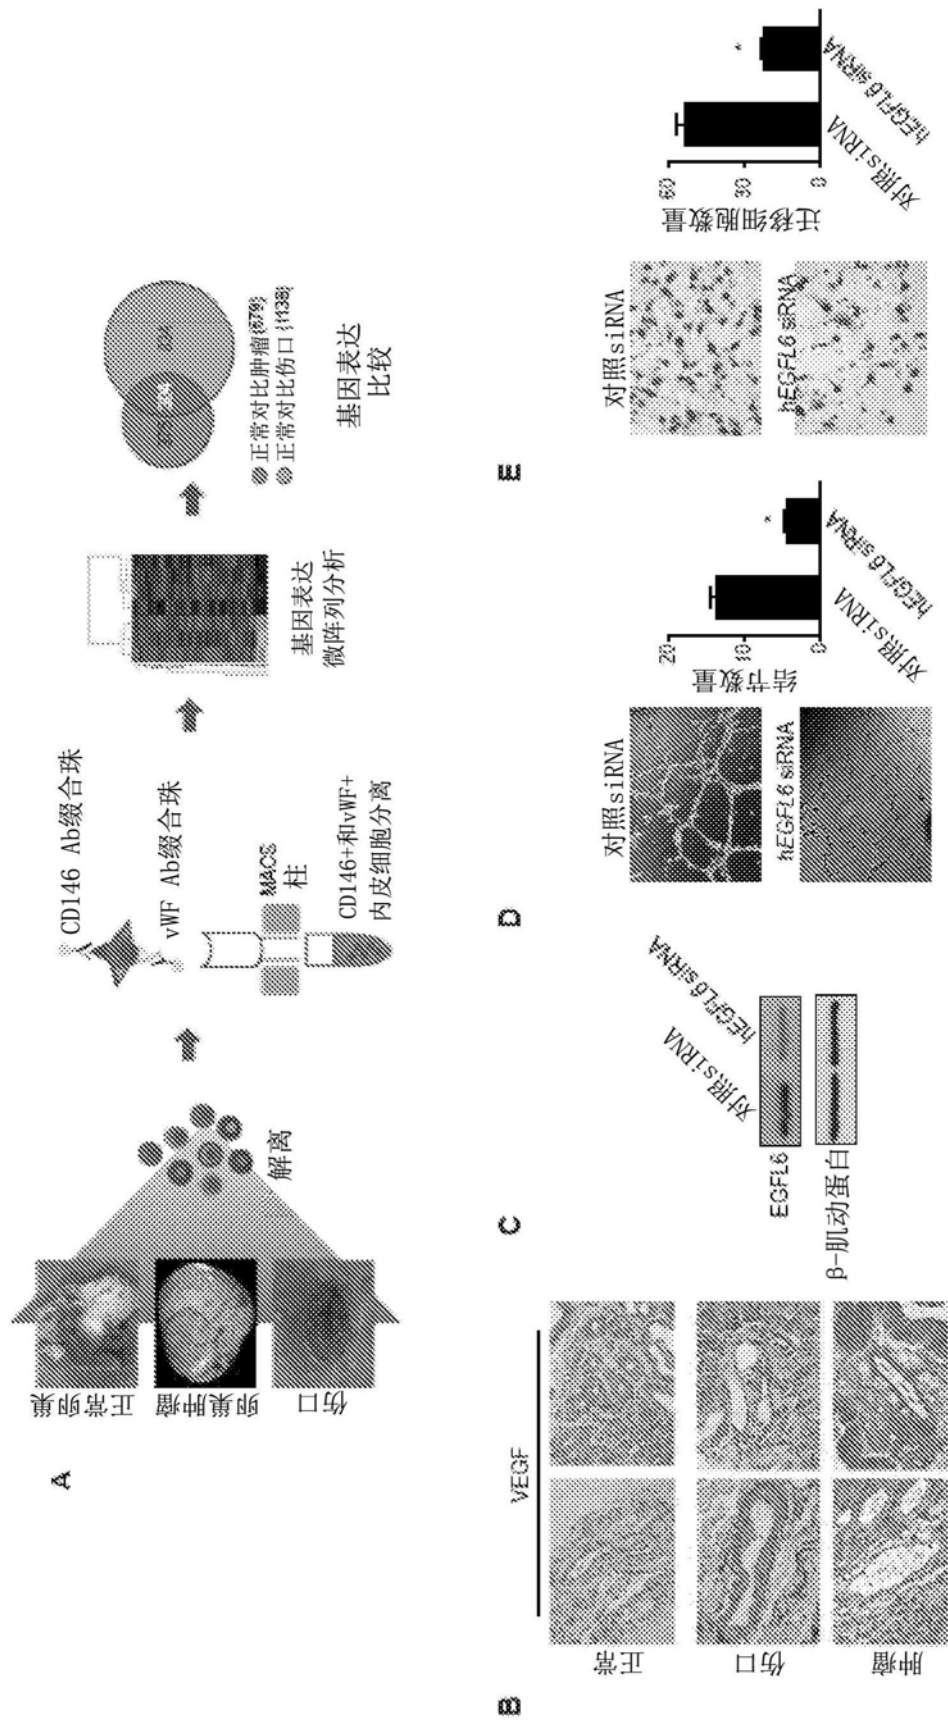 A
正常卵巢
卵巢肿瘤
伤口
解离
CD146 Ab缀合珠
vWF Ab缀合珠
MACS
柱
CD146+和vWF+
内皮细胞分离
基因表达
微阵列分析
正常对比肿瘤(679)
正常对比伤口(1138)
基因表达
比较
B
VEGF
正常
伤口
肿瘤
C
对照siRNA
hEGFL6 siRNA
EGFL6
β-肌动蛋白
D
对照siRNA
hEGFL6 siRNA
结节数量
20
10
0
对照siRNA
hEGFL6 siRNA
*
E
对照siRNA
hEGFL6 siRNA
迁移细胞数量
60
30
0
对照siRNA
hEGFL6 siRNA
*